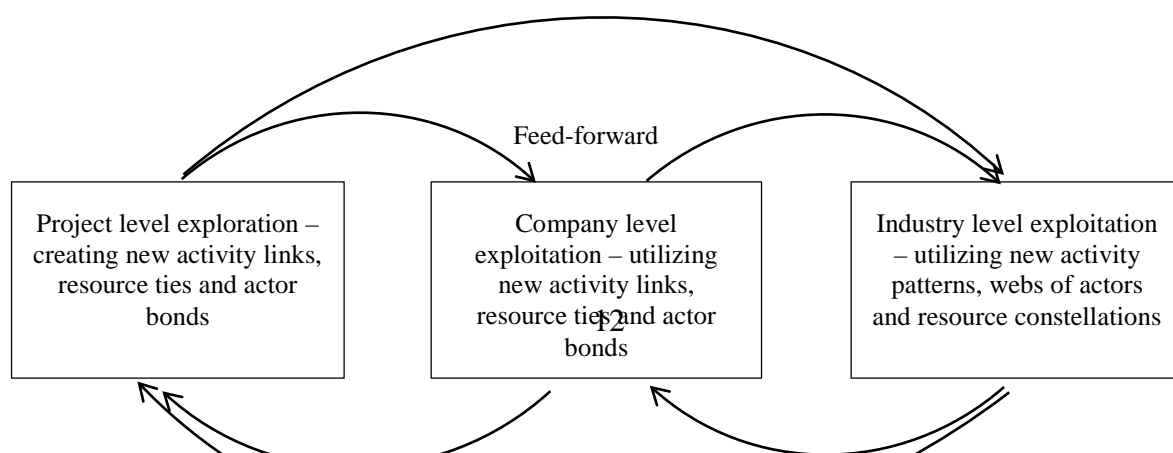 Feed-forward
Project level exploration –
creating new activity links,
resource ties and actor
bonds
Company level
exploitation – utilizing
new activity links,
resource ties and actor
bonds
12
Industry level exploitation
– utilizing new activity
patterns, webs of actors
and resource constellations